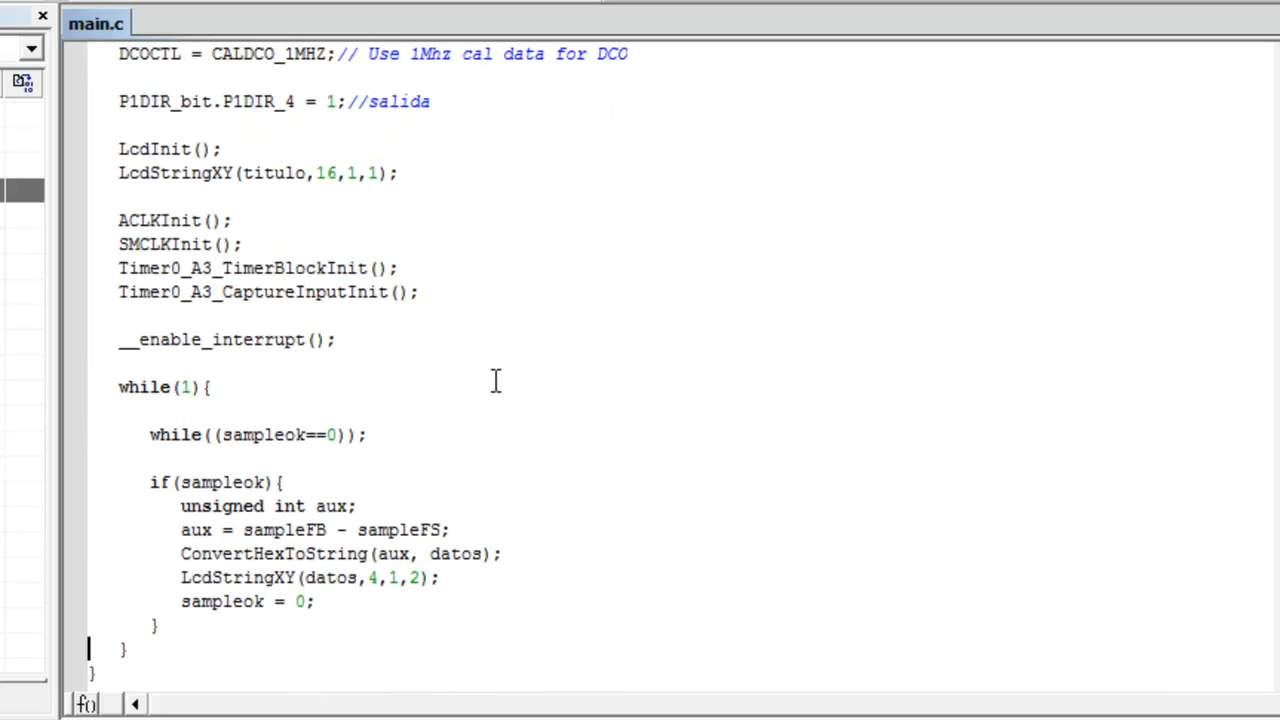 main.c
DCOCTL = CALDCO_1MHZ;// Use 1Mhz cal data for DCO
P1DIR_bit.P1DIR_4 = 1;//salida
LcdInit();
LcdStringXY(titulo,16,1,1);
ACLKInit();
SMCLKInit();
Timer0_A3_TimerBlockInit();
Timer0_A3_CaptureInputInit();
__enable_interrupt();
while(1){
while((sampleok==0));
if(sampleok){
unsigned int aux;
aux = sampleFB - sampleFS;
ConvertHexToString(aux, datos);
LcdStringXY(datos,4,1,2);
sampleok = 0;
}
}
}
f()